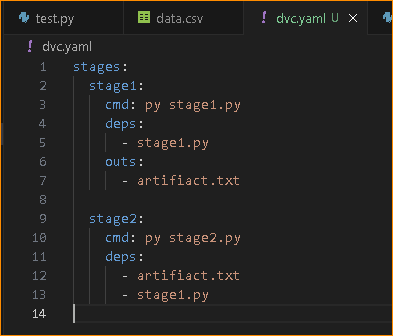 test.py data.csv dvc.yaml U
! dvc.yaml
1 stages:
2   stage1:
3     cmd: py stage1.py
4     deps:
5       - stage1.py
6     outs:
7       - artifiact.txt
8
9   stage2:
10     cmd: py stage2.py
11     deps:
12       - artifiact.txt
13       - stage1.py
14